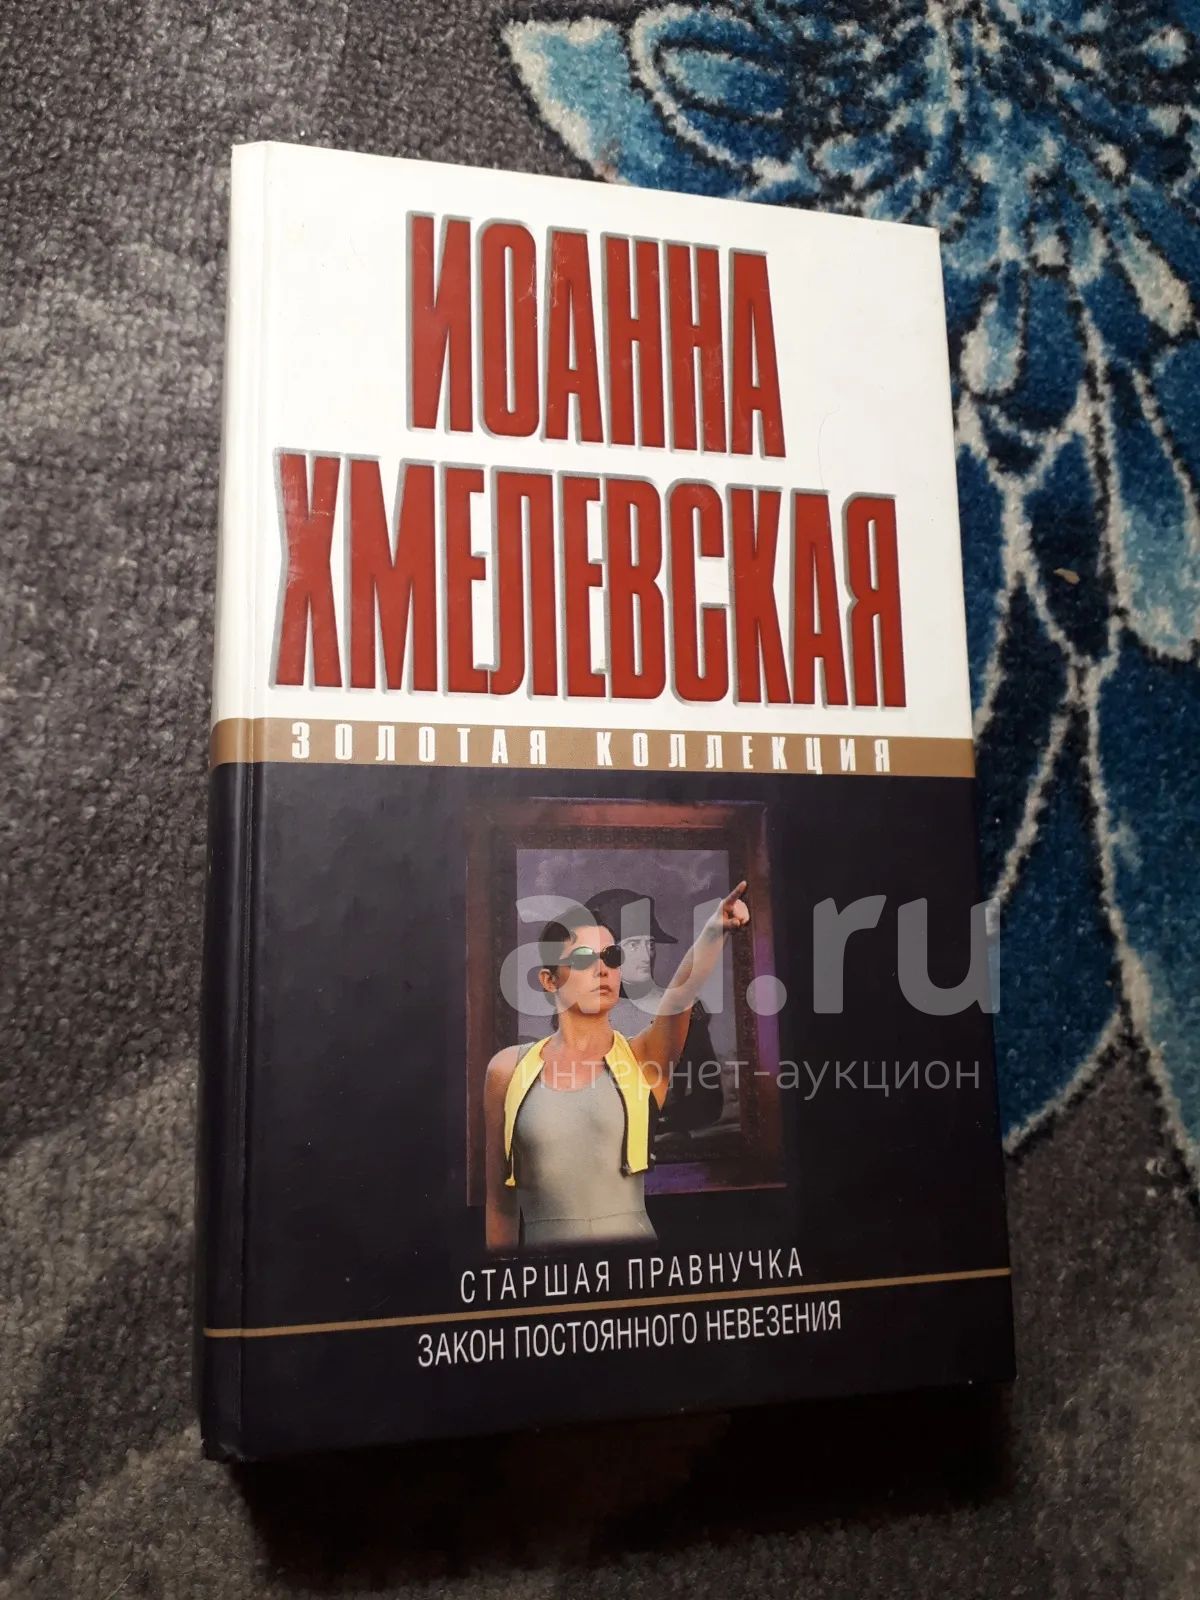 ИОАННА
ХМЕЛЕВСКАЯ
ЗОЛОТАЯ КОЛЛЕКЦИЯ
au.ru
интернет-аукцион
СТАРШАЯ ПРАВНУЧКА
ЗАКОН ПОСТОЯННОГО НЕВЕЗЕНИЯ